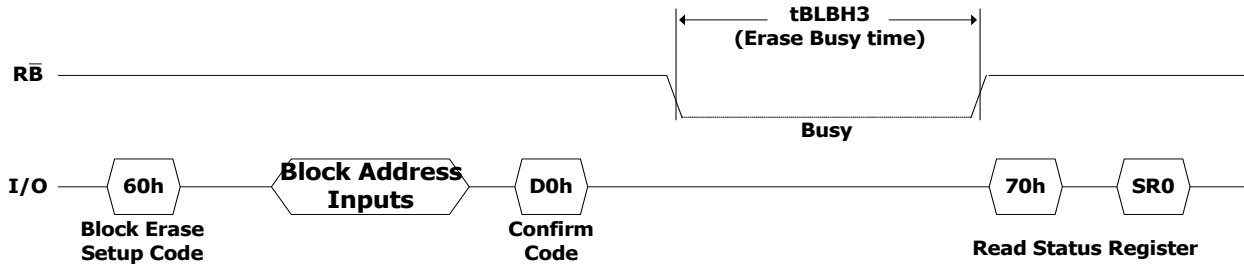 tBLBH3
(Erase Busy time)
RB̅
Busy
I/O
60h
Block Address
Inputs
D0h
70h
SR0
Block Erase
Setup Code
Confirm
Code
Read Status Register